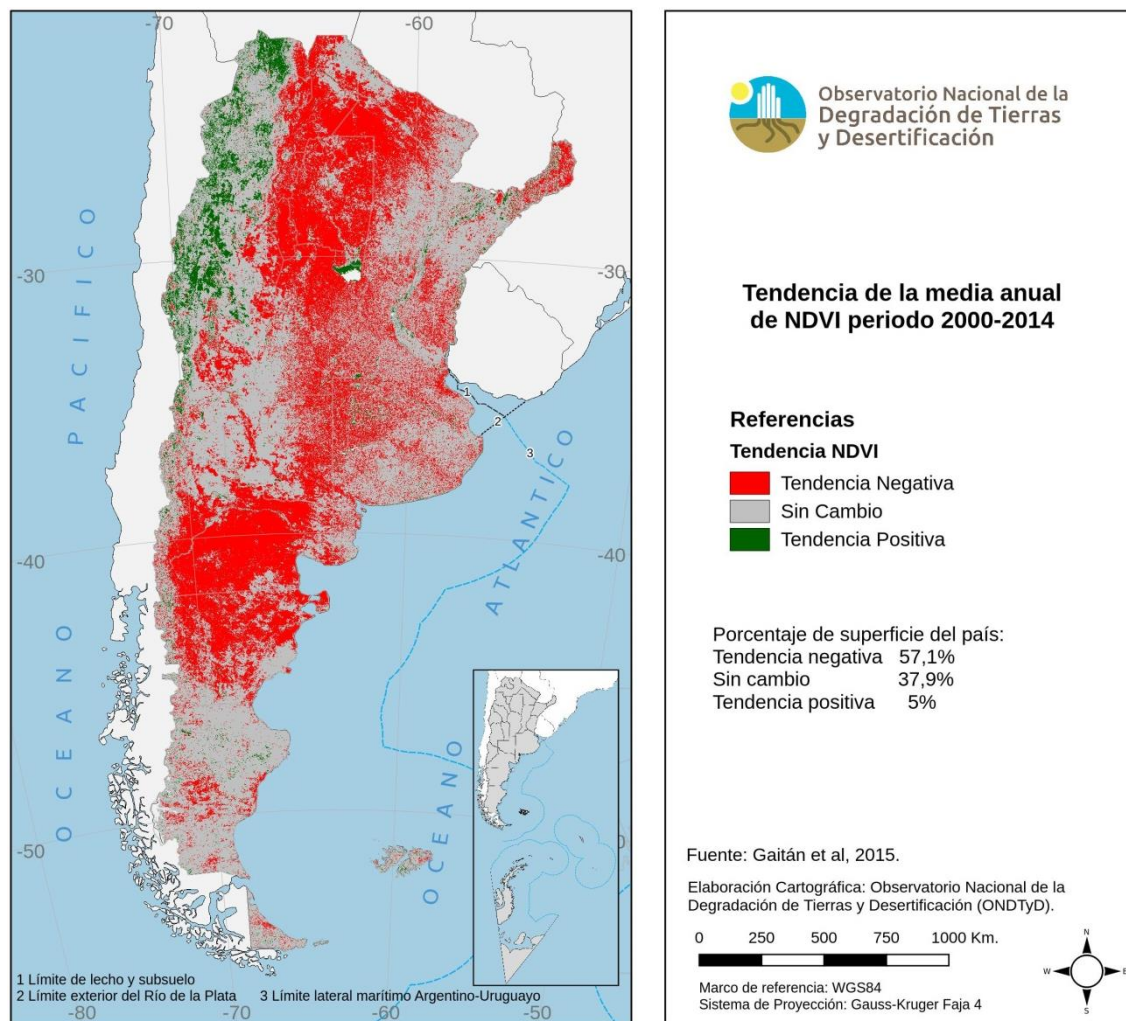 -70
-60
-30
-30
-40
-40
-50
-80
-70
-60
-50
OCEANO PACIFICO
OCEANO ATLANTICO
1
2
3
1 Límite de lecho y subsuelo
2 Límite exterior del Río de la Plata
3 Límite lateral marítimo Argentino-Uruguayo
Observatorio Nacional de la
Degradación de Tierras
y Desertificación
Tendencia de la media anual
de NDVI periodo 2000-2014
Referencias
Tendencia NDVI
Tendencia Negativa
Sin Cambio
Tendencia Positiva
Porcentaje de superficie del país:
Tendencia negativa 57,1%
Sin cambio 37,9%
Tendencia positiva 5%
Fuente: Gaitán et al, 2015.
Elaboración Cartográfica: Observatorio Nacional de la
Degradación de Tierras y Desertificación (ONDTyD).
0 250 500 750 1000 Km.
Marco de referencia: WGS84
Sistema de Proyección: Gauss-Kruger Faja 4
N
W E
S